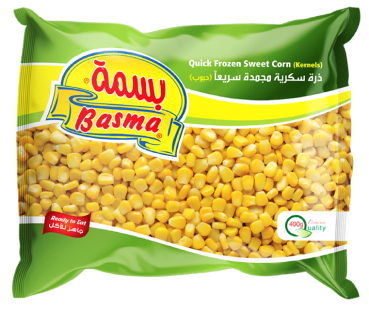 Quick Frozen Sweet Corn (Kernels)
ذرة سكرية مجمدة سريعاً (حبوب)
بسمة ®
Basma ®
Ready to Eat
جاهز للأكل
400g
Premium
Quality